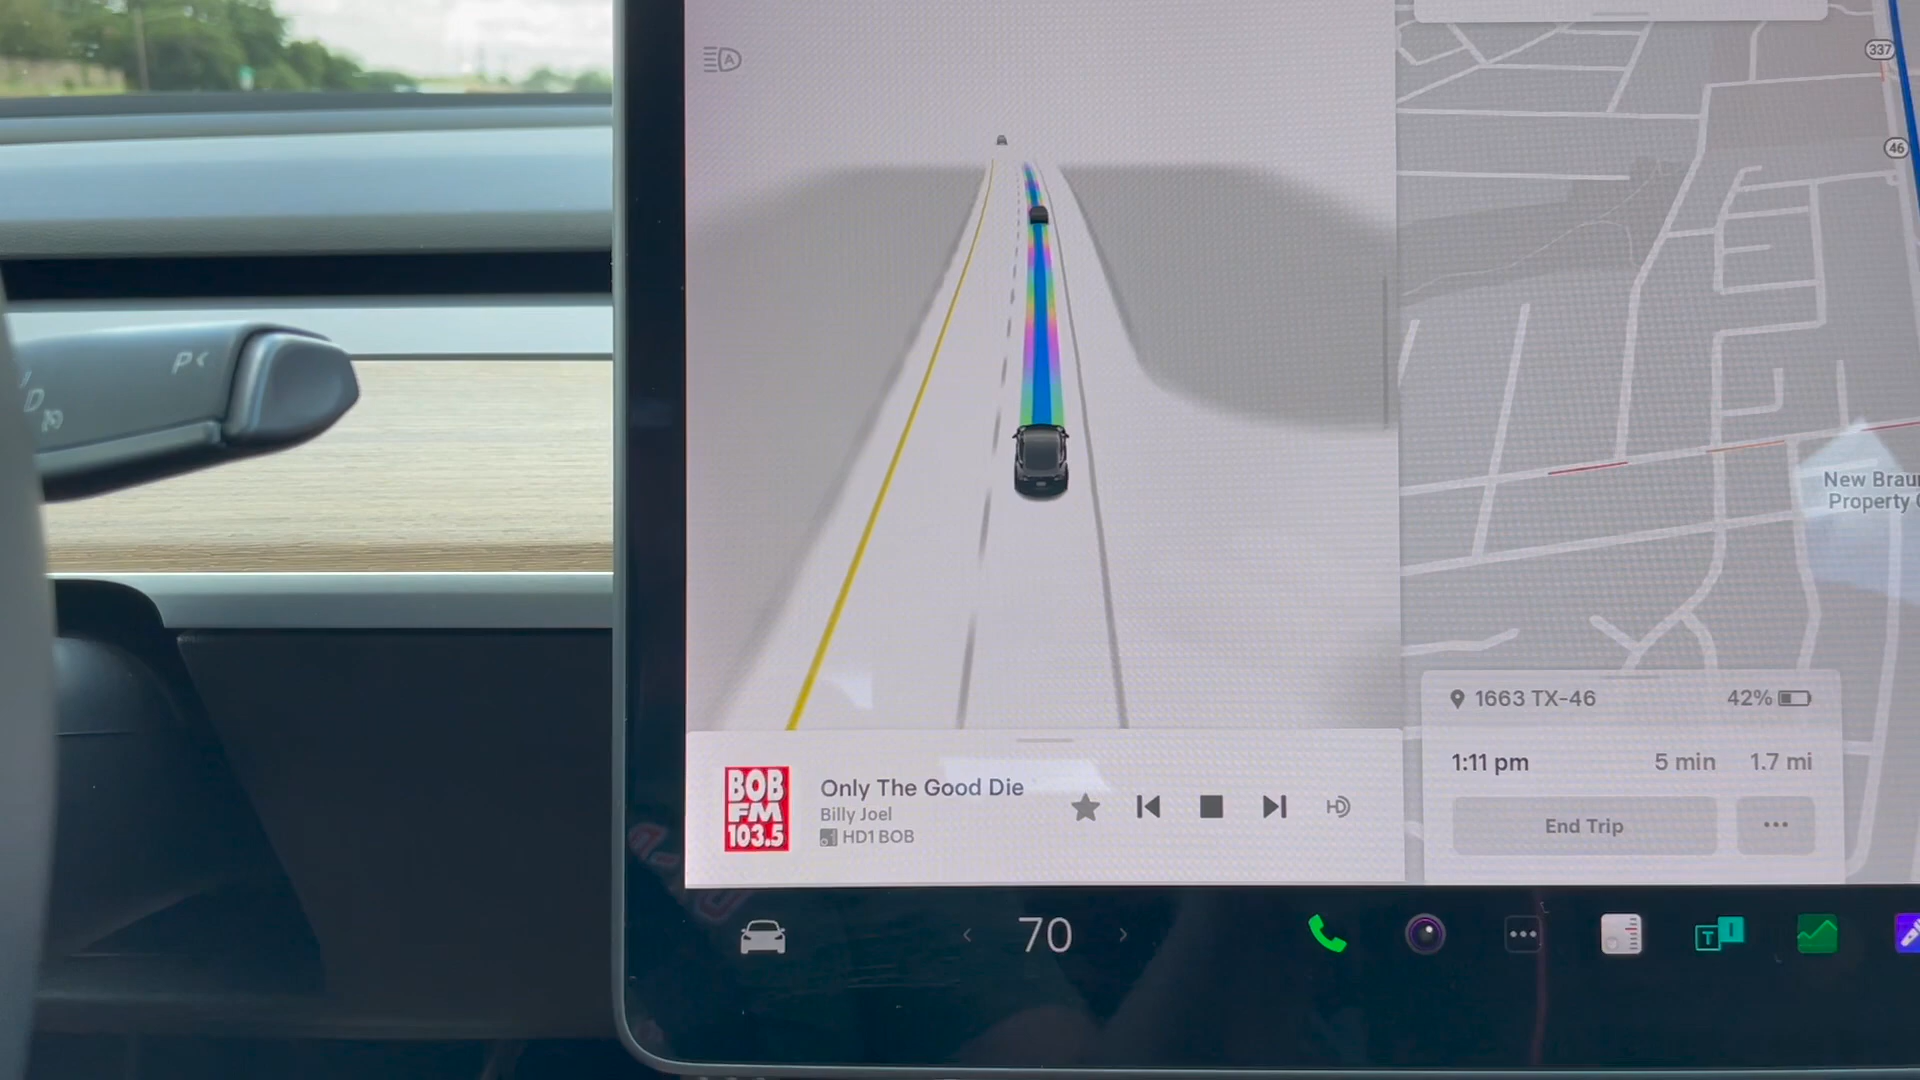 A
337
46
New Brau
Property
P<
D
1663 TX-46
42%
1:11 pm
5 min
1.7 mi
End Trip
BOB
FM
103.5
Only The Good Die
Billy Joel
HD1 BOB
HD
< 70 >
T I